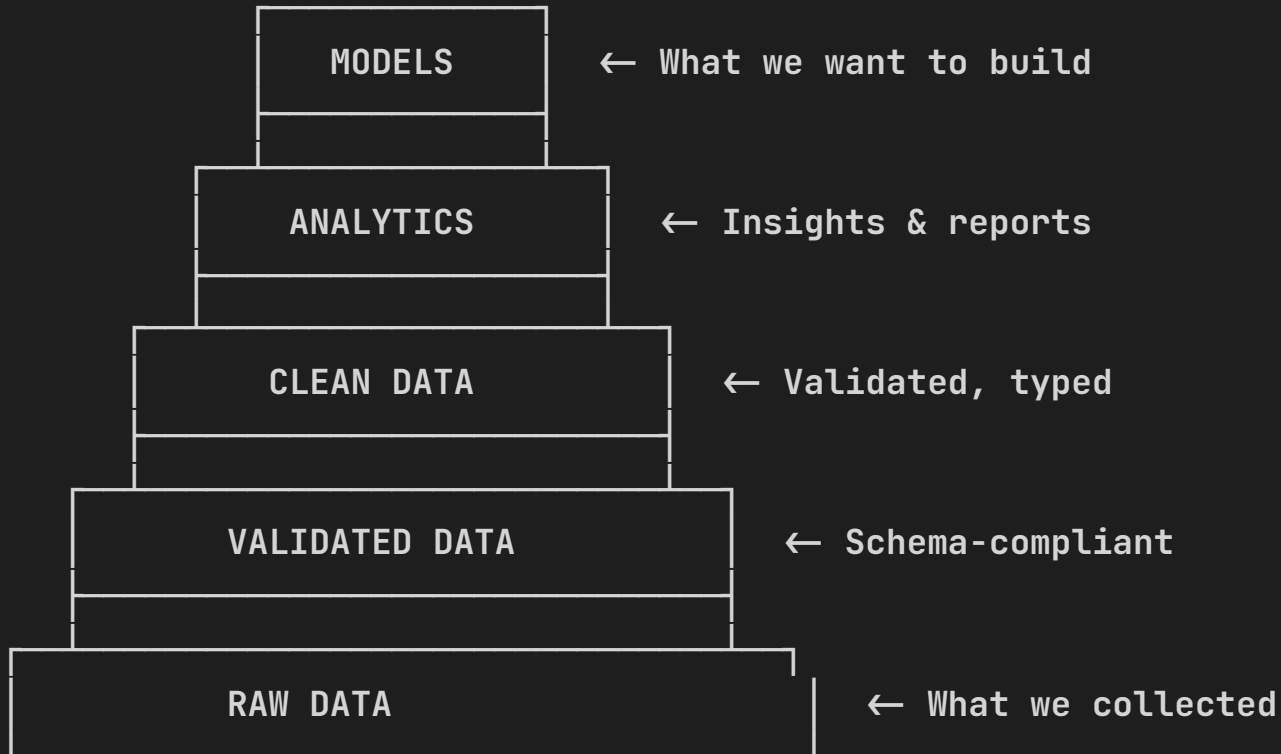 MODELS ← What we want to build
ANALYTICS ← Insights & reports
CLEAN DATA ← Validated, typed
VALIDATED DATA ← Schema-compliant
RAW DATA ← What we collected